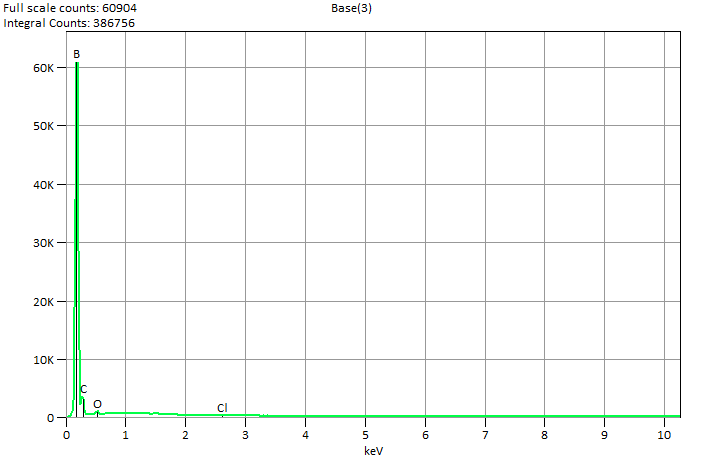 Full scale counts: 60904
Base(3)
Integral Counts: 386756
B
60K
50K
40K
30K
20K
10K
C
O
Cl
0
0 1 2 3 4 5 6 7 8 9 10
keV